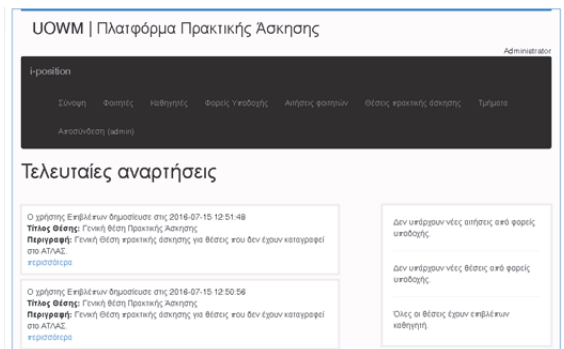 UOWM | Πλατφόρμα Πρακτικής Άσκησης
Administrator
i-position
Σύνοψη Φοιτητές Καθηγητές Φορείς Υποδοχής Αιτήσεις φοιτητών Θέσεις πρακτικής άσκησης Τμήματα
Αποσύνδεση (admin)
Τελευταίες αναρτήσεις
Ο χρήστης Επιβλέπων δημοσίευσε στις 2016-07-15 12:51:48
Τίτλος Θέσης: Γενική θέση Πρακτικής Άσκησης
Περιγραφή: Γενική Θέση πρακτικής άσκησης για θέσεις που δεν έχουν καταγραφεί
στο ΑΤΛΑΣ.
περισσότερα
Ο χρήστης Επιβλέπων δημοσίευσε στις 2016-07-15 12:50:56
Τίτλος Θέσης: Γενική θέση Πρακτικής Άσκησης
Περιγραφή: Γενική Θέση πρακτικής άσκησης για θέσεις που δεν έχουν καταγραφεί
στο ΑΤΛΑΣ.
περισσότερα
Δεν υπάρχουν νέες αιτήσεις από φορείς
υποδοχής.
Δεν υπάρχουν νέες θέσεις από φορείς
υποδοχής.
Όλες οι θέσεις έχουν επιβλέπων
καθηγητή.